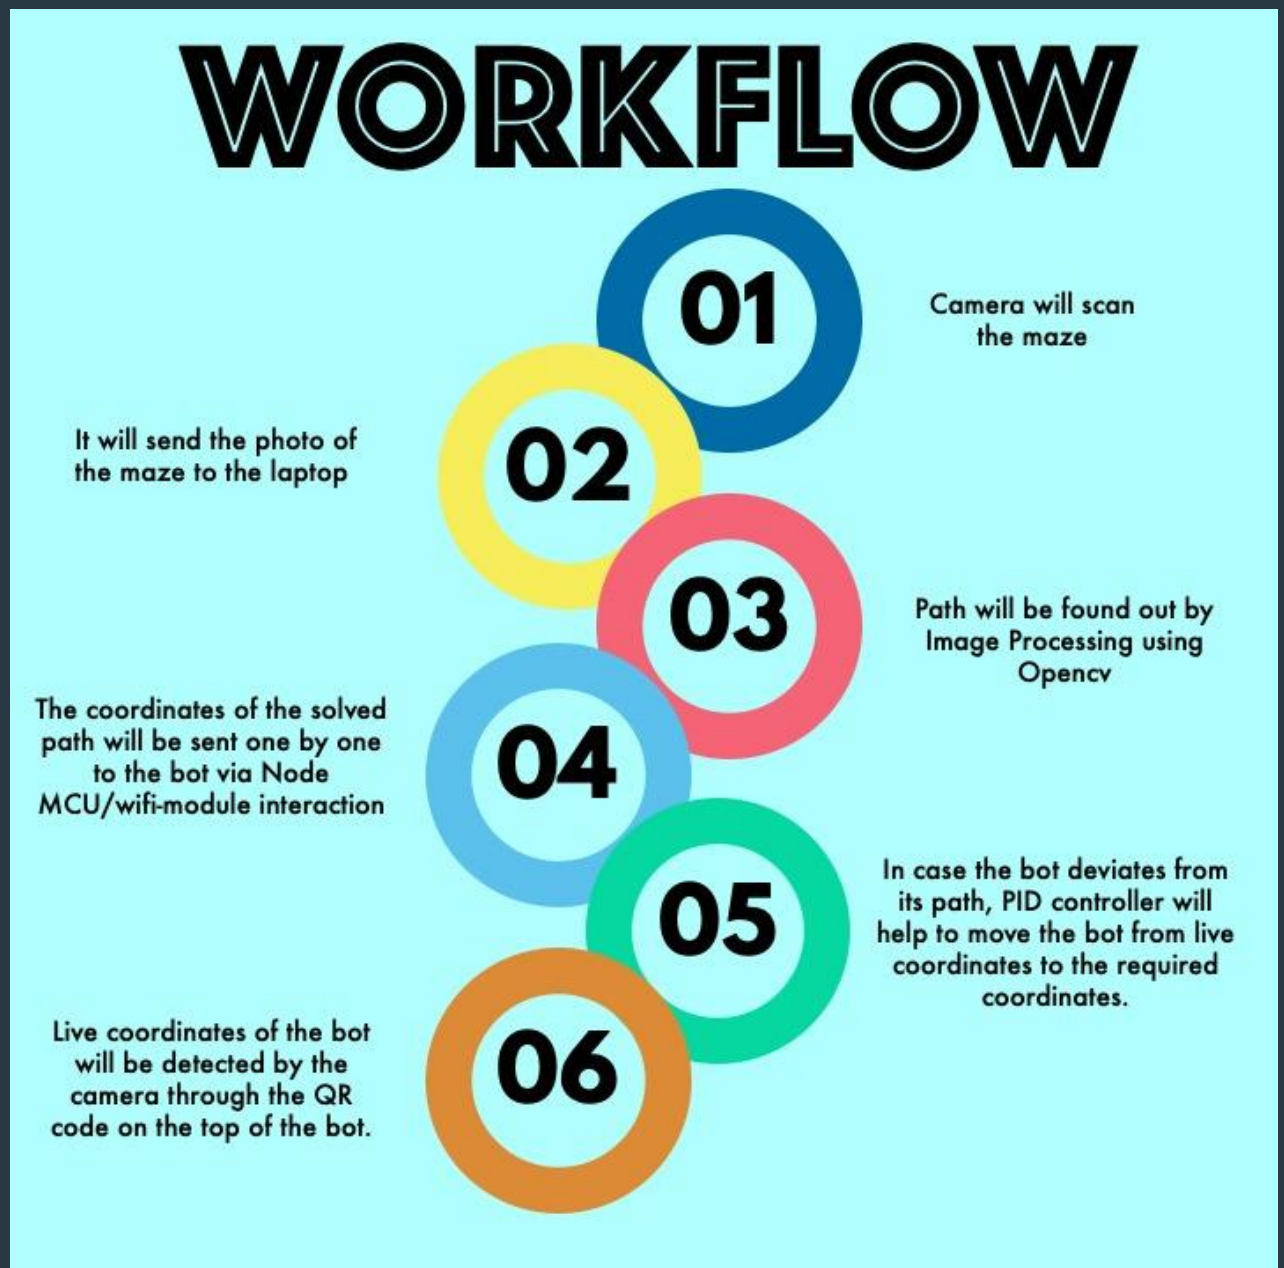 WORKFLOW
01
Camera will scan
the maze
02
It will send the photo of
the maze to the laptop
03
Path will be found out by
Image Processing using
Opencv
04
The coordinates of the solved
path will be sent one by one
to the bot via Node
MCU/wifi-module interaction
05
In case the bot deviates from
its path, PID controller will
help to move the bot from live
coordinates to the required
coordinates.
06
Live coordinates of the bot
will be detected by the
camera through the QR
code on the top of the bot.